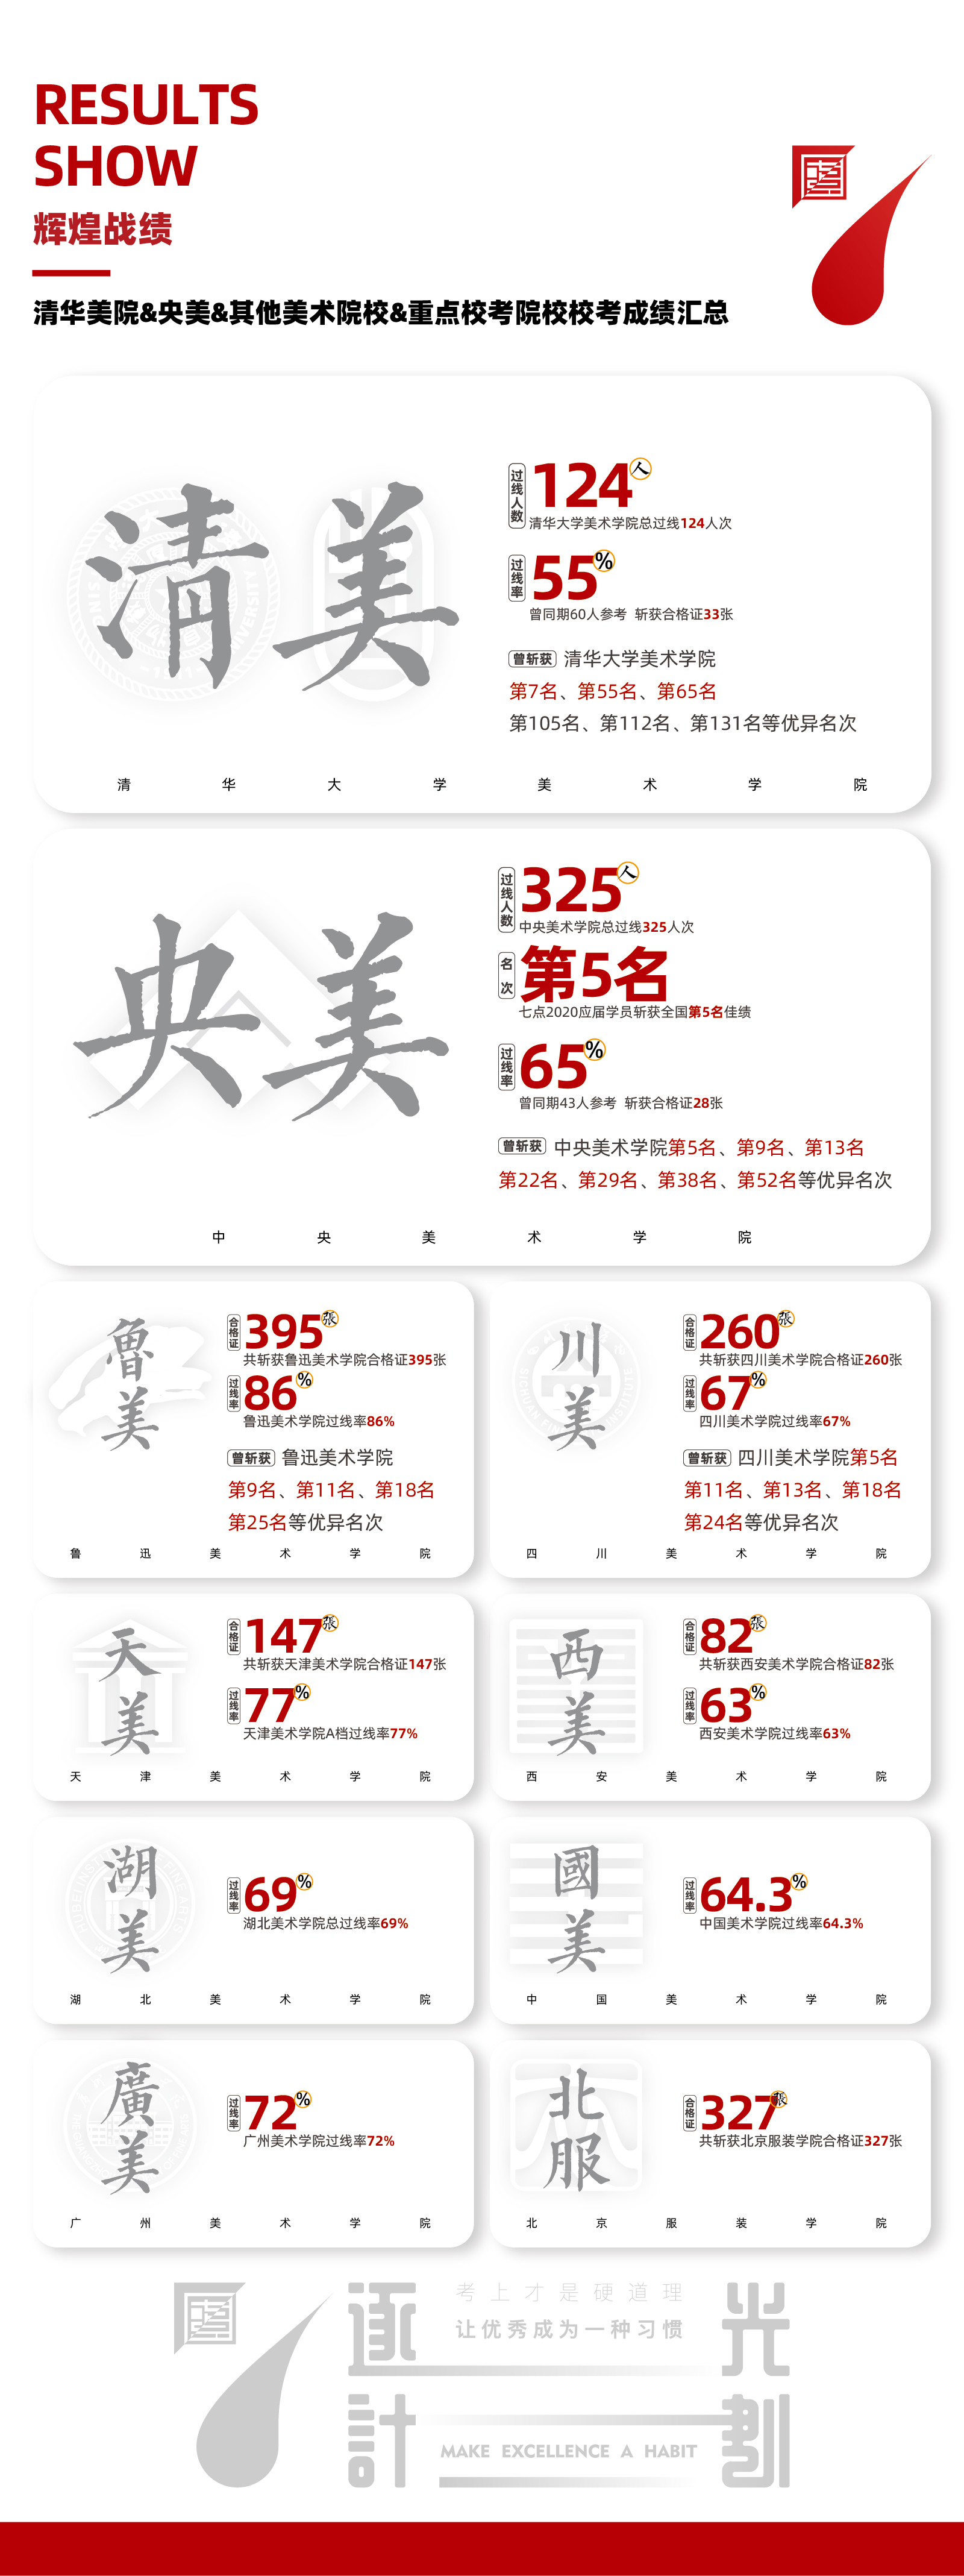 RESULTS
SHOW
辉煌战绩
清华美院&央美&其他美术院校&重点校考院校校考成绩汇总
清美
过线人数
124人
清华大学美术学院总过线124人次
过线率
55%
曾同期60人参考 斩获合格证33张
曾斩获 清华大学美术学院
第7名、第55名、第65名
第105名、第112名、第131名等优异名次
清华大学美术学院
央美
过线人数
325人
中央美术学院总过线325人次
名次
第5名
七点2020应届学员斩获全国第5名佳绩
过线率
65%
曾同期43人参考 斩获合格证28张
曾斩获 中央美术学院第5名、第9名、第13名
第22名、第29名、第38名、第52名等优异名次
中央美术学院
魯美
合格证
395张
共斩获鲁迅美术学院合格证395张
过线率
86%
鲁迅美术学院过线率86%
曾斩获 鲁迅美术学院
第9名、第11名、第18名
第25名等优异名次
鲁迅美术学院
川美
合格证
260张
共斩获四川美术学院合格证260张
过线率
67%
四川美术学院过线率67%
曾斩获 四川美术学院第5名
第11名、第13名、第18名
第24名等优异名次
四川美术学院
天美
合格证
147张
共斩获天津美术学院合格证147张
过线率
77%
天津美术学院A档过线率77%
天津美术学院
西美
合格证
82张
共斩获西安美术学院合格证82张
过线率
63%
西安美术学院过线率63%
西安美术学院
湖美
过线率
69%
湖北美术学院总过线率69%
湖北美术学院
國美
过线率
64.3%
中国美术学院过线率64.3%
中国美术学院
廣美
过线率
72%
广州美术学院过线率72%
广州美术学院
北服
合格证
327张
共斩获北京服装学院合格证327张
北京服装学院
逐光
考上才是硬道理
让优秀成为一种习惯
計划
MAKE EXCELLENCE A HABIT